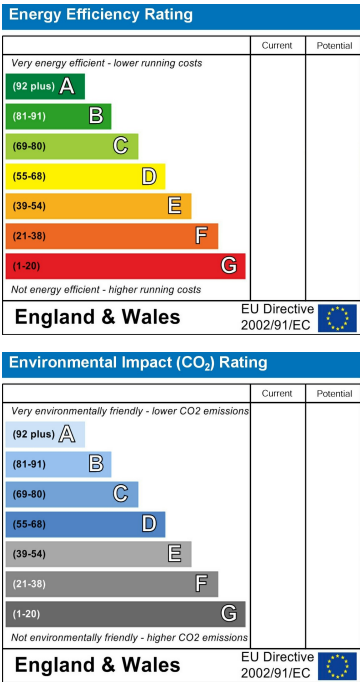 Energy Efficiency Rating
Current Potential
Very energy efficient - lower running costs
(92 plus) A
(81-91) B
(69-80) C
(55-68) D
(39-54) E
(21-38) F
(1-20) G
Not energy efficient - higher running costs
England & Wales
EU Directive
2002/91/EC
Environmental Impact (CO₂) Rating
Current Potential
Very environmentally friendly - lower CO2 emissions
(92 plus) A
(81-91) B
(69-80) C
(55-68) D
(39-54) E
(21-38) F
(1-20) G
Not environmentally friendly - higher CO2 emissions
England & Wales
EU Directive
2002/91/EC